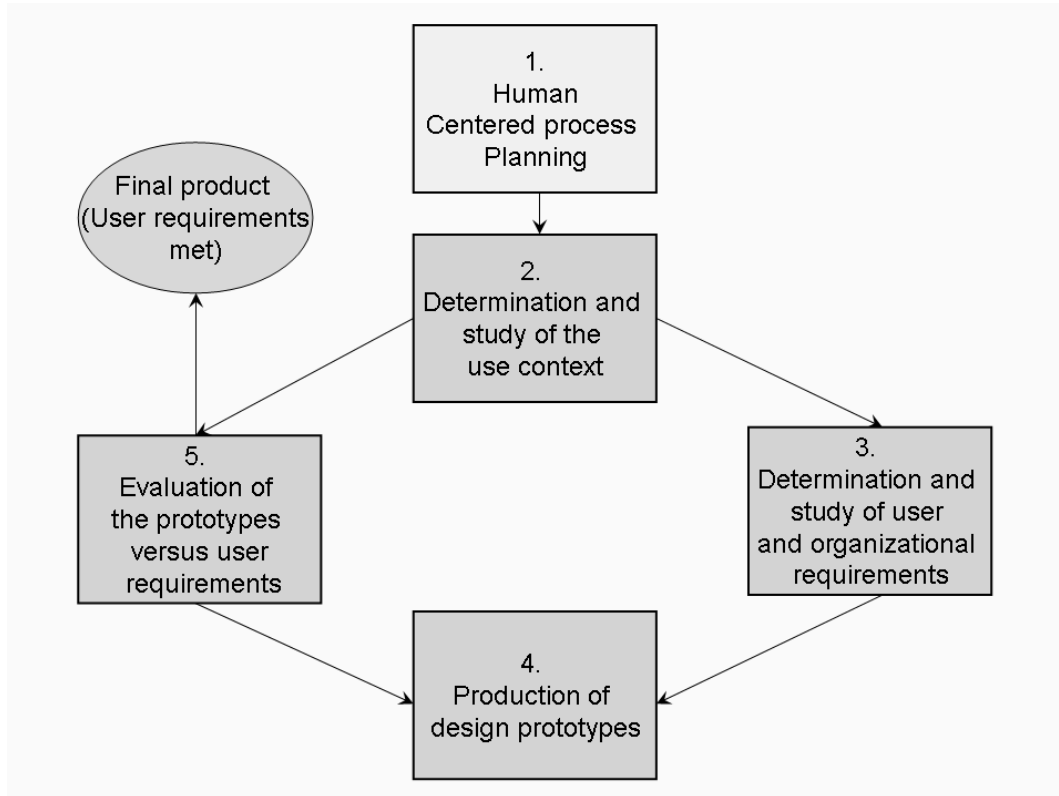 1.
Human
Centered process
Planning
Final product
(User requirements
met)
2.
Determination and
study of the
use context
5.
Evaluation of
the prototypes
versus user
requirements
3.
Determination and
study of user
and organizational
requirements
4.
Production of
design prototypes